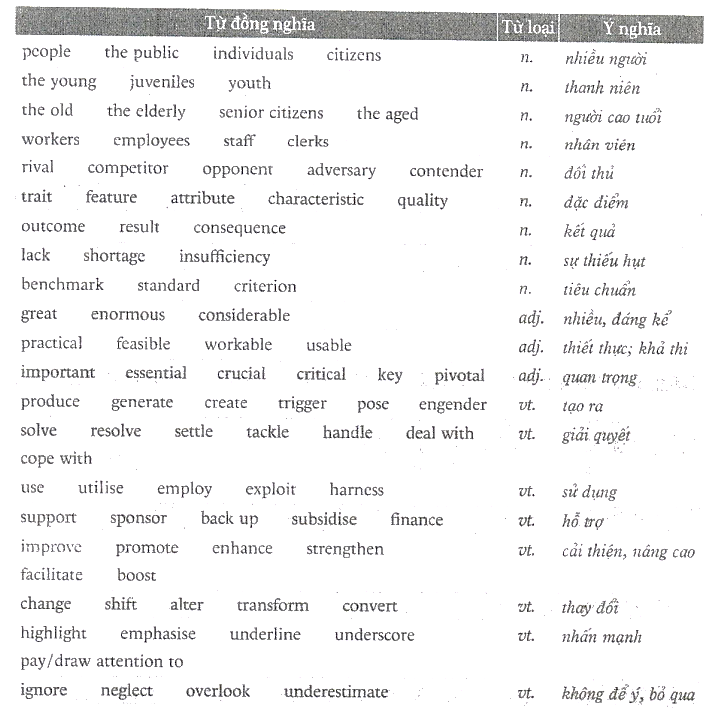 Từ đồng nghĩa Từ loại Ý nghĩa
people the public individuals citizens n. nhiều người
the young juveniles youth n. thanh niên
the old the elderly senior citizens the aged n. người cao tuổi
workers employees staff clerks n. nhân viên
rival competitor opponent adversary contender n. đối thủ
trait feature attribute characteristic quality n. đặc điểm
outcome result consequence n. kết quả
lack shortage insufficiency n. sự thiếu hụt
benchmark standard criterion n. tiêu chuẩn
great enormous considerable adj. nhiều, đáng kể
practical feasible workable usable adj. thiết thực; khả thi
important essential crucial critical key pivotal adj. quan trọng
produce generate create trigger pose engender vt. tạo ra
solve resolve settle tackle handle deal with vt. giải quyết
cope with
use utilise employ exploit harness vt. sử dụng
support sponsor back up subsidise finance vt. hỗ trợ
improve promote enhance strengthen vt. cải thiện, nâng cao
facilitate boost
change shift alter transform convert vt. thay đổi
highlight emphasise underline underscore vt. nhấn mạnh
pay/draw attention to
ignore neglect overlook underestimate vt. không để ý, bỏ qua